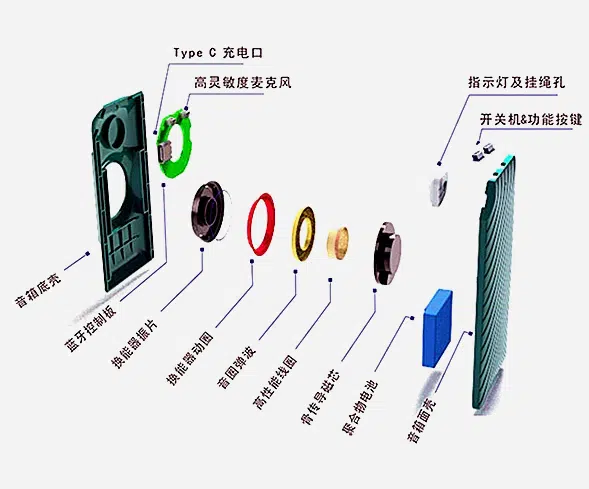 Type C 充电口
高灵敏度麦克风
指示灯及挂绳孔
开关机&功能按键
音箱底壳
蓝牙控制板
换能器振片
换能器动圈
音圈弹波
高性能线圈
骨传导磁芯
聚合物电池
音箱面壳